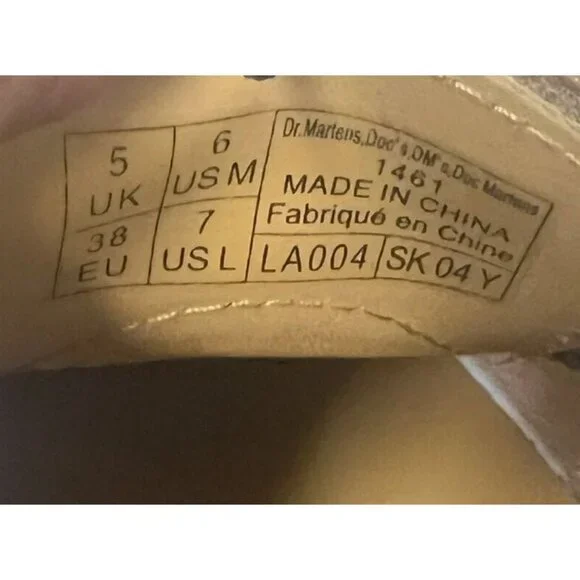 5
UK
6
US M
38
EU
7
US L
Dr. Martens, Doc's, DM's, Doc Martens
1461
MADE IN CHINA
Fabriqué en Chine
LA004
SK 04 Y